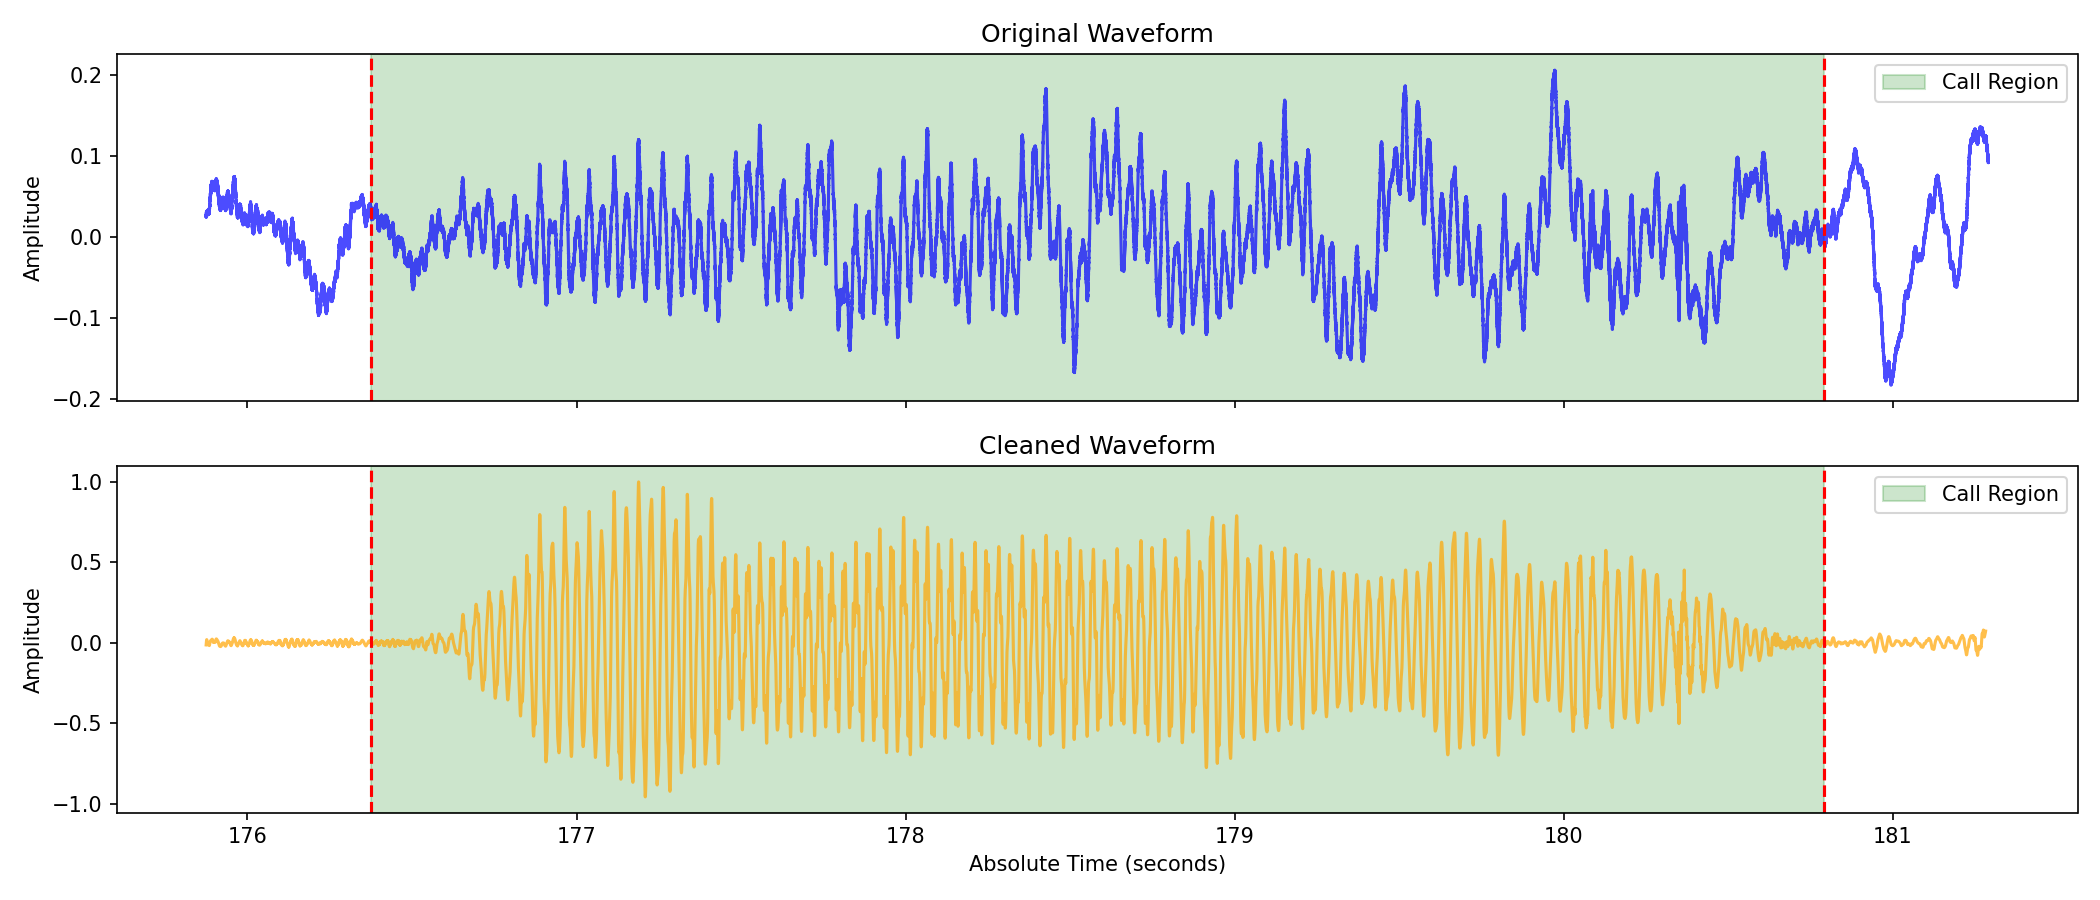 Original Waveform
Amplitude
0.2
0.1
0.0
−0.1
−0.2
Call Region
Cleaned Waveform
Amplitude
1.0
0.5
0.0
−0.5
−1.0
Call Region
176 177 178 179 180 181
Absolute Time (seconds)